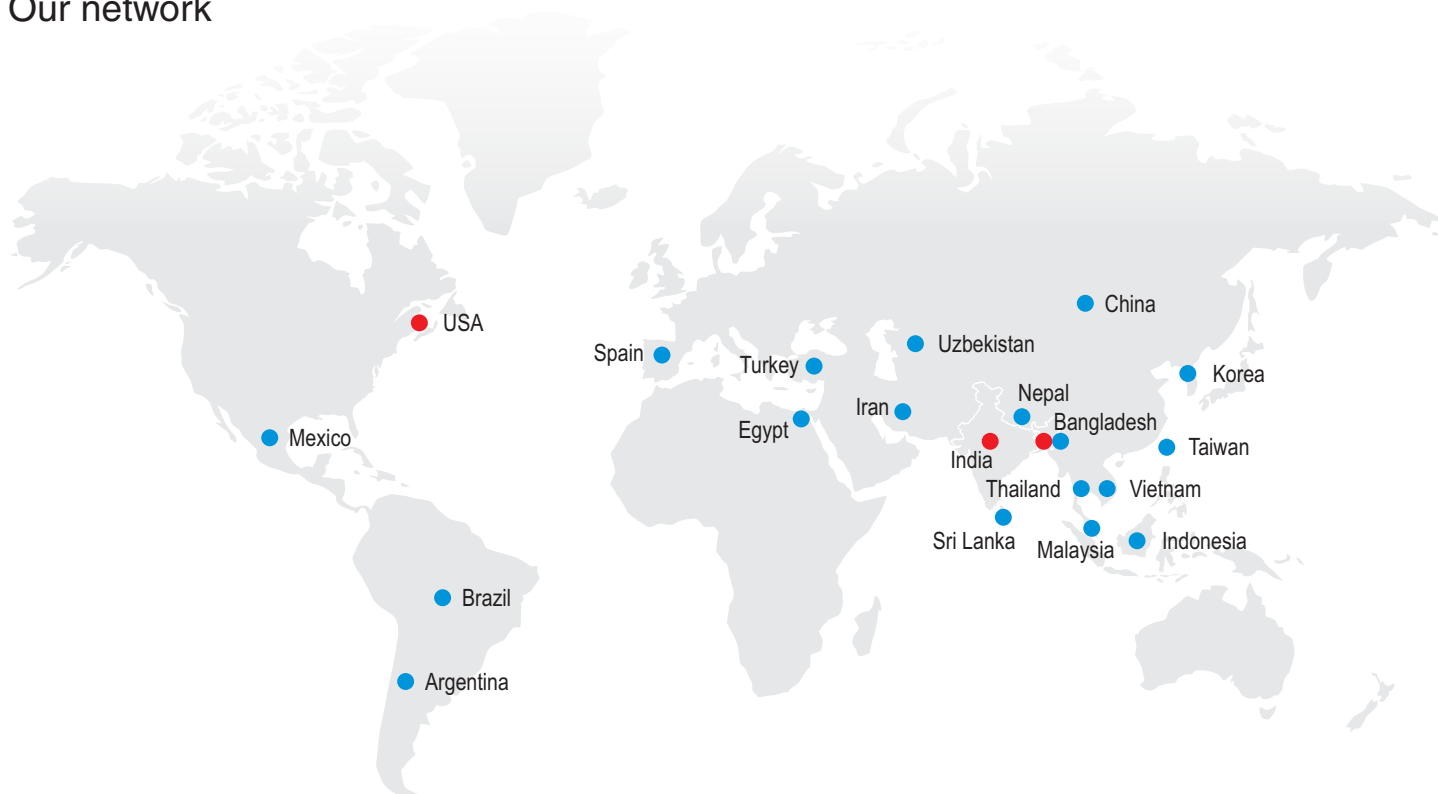 Our network
China
USA
Uzbekistan
Spain
Turkey
Korea
Nepal
Iran
Bangladesh
Egypt
Mexico
Taiwan
India
Thailand
Vietnam
Sri Lanka
Malaysia
Indonesia
Brazil
Argentina